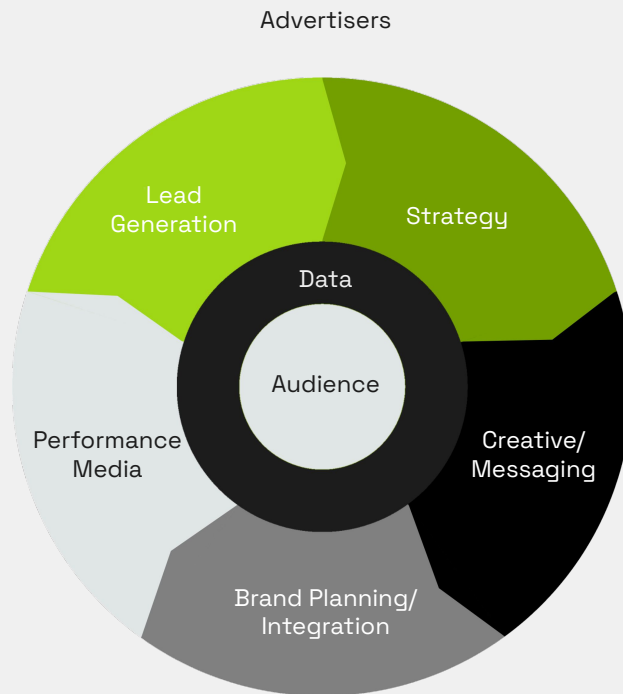 Advertisers
Lead
Generation
Strategy
Data
Audience
Performance
Media
Creative/
Messaging
Brand Planning/
Integration